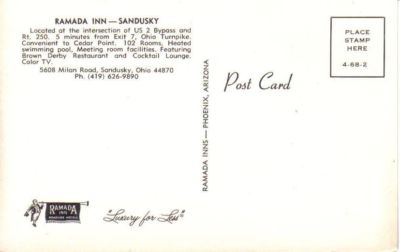 RAMADA INN — SANDUSKY
Located at the intersection of US 2 Bypass and
Rt. 250. 5 minutes from Exit 7, Ohio Turnpike.
Convenient to Cedar Point. 102 Rooms, Heated
swimming pool, Meeting room facilities. Featuring
Brown Derby Restaurant and Cocktail Lounge.
Color TV.
5608 Milan Road, Sandusky, Ohio 44870
Ph. (419) 626-9890
RAMADA INNS—PHOENIX, ARIZONA
Post Card
PLACE
STAMP
HERE
4-68-2
RAMADA
INN
"Luxury for Less"®